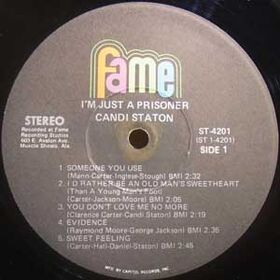 fame
I'M JUST A PRISONER
CANDI STATON
STEREO
Recorded at Fame
Recording Studios
603 E. Avalon Ave.
Muscle Shoals, Ala.
ST-4201
(ST 1-4201)
SIDE 1
1 SOMEONE YOU USE
(Mann-Carter-Inglese-Stough) BMI 2:32
2 I'D RATHER BE AN OLD MAN'S SWEETHEART
(Than A Young Man's Fool)
(Carter-Jackson-Moore) BMI 2:05
3 YOU DON'T LOVE ME NO MORE
(Clarence Carter-Candi Staton) BMI 2:19
4 EVIDENCE
(Raymond Moore-George Jackson) BMI 2:35
5 SWEET FEELING
(Carter-Hall-Daniel-Staton) BMI 2:45
MFD. BY CAPITOL RECORDS, INC.